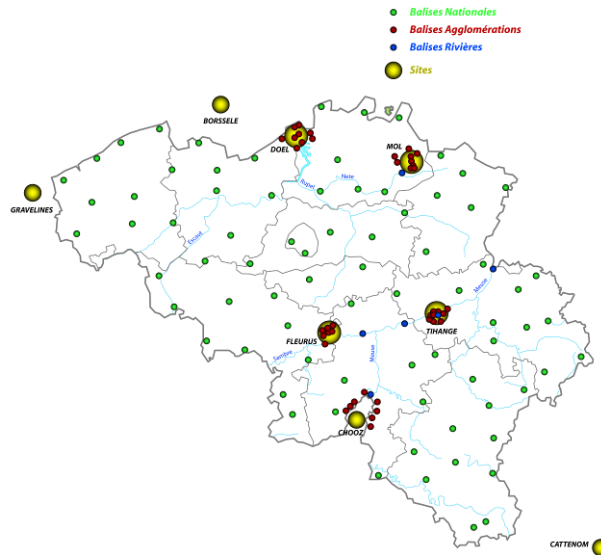 Balises Nationales
Balises Agglomérations
Balises Rivières
Sites
BORSSELE
DOEL
MOL
Rupel
Nete
GRAVELINES
Escaut
Meuse
TIHANGE
FLEURUS
Sambre
Meuse
CHOOZ
CATTENOM